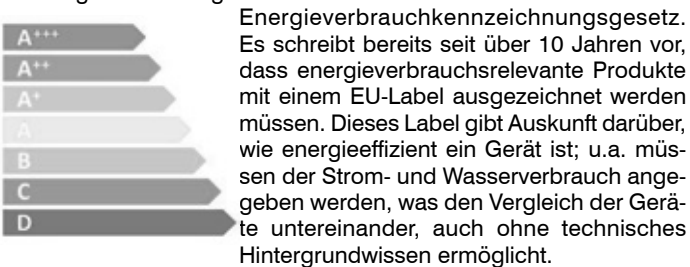 Energieverbrauchkennzeichnungsgesetz.
Es schreibt bereits seit über 10 Jahren vor,
dass energieverbrauchsrelevante Produkte
mit einem EU-Label ausgezeichnet werden
müssen. Dieses Label gibt Auskunft darüber,
wie energieeffizient ein Gerät ist; u.a. müs-
sen der Strom- und Wasserverbrauch ange-
geben werden, was den Vergleich der Gerä-
te untereinander, auch ohne technisches
Hintergrundwissen ermöglicht.
A+++
A++
A+
A
B
C
D